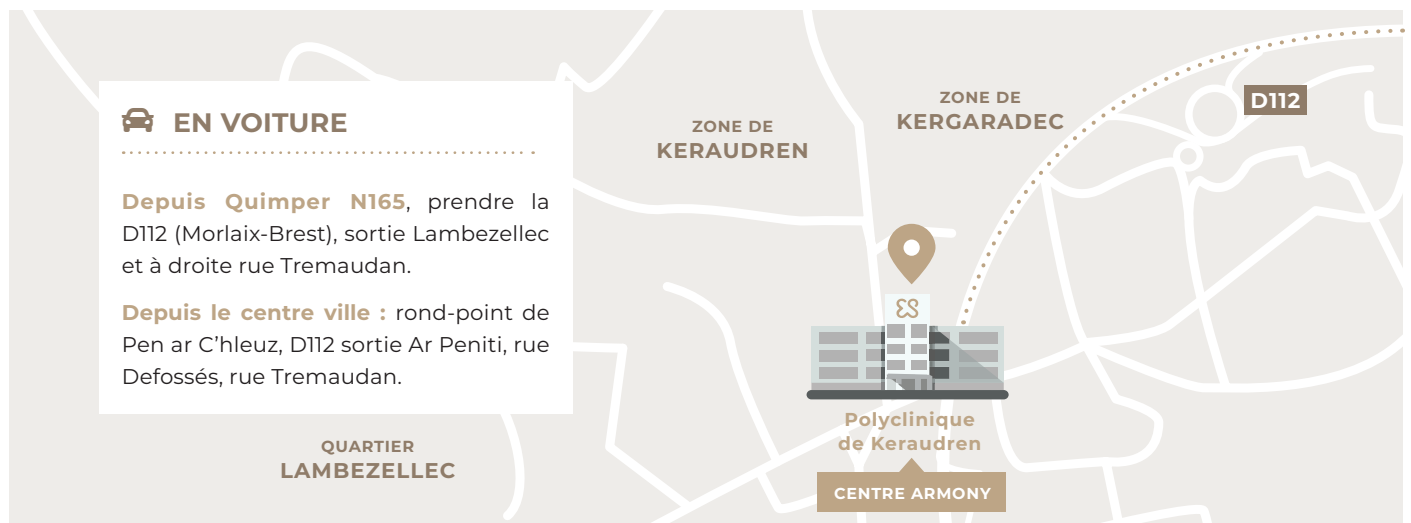 EN VOITURE
Depuis Quimper N165, prendre la
D112 (Morlaix-Brest), sortie Lambezellec
et à droite rue Tremaudan.
Depuis le centre ville : rond-point de
Pen ar C’hleuz, D112 sortie Ar Peniti, rue
Defossés, rue Tremaudan.
ZONE DE
KERAUDREN
ZONE DE
KERGARADEC
D112
QUARTIER
LAMBEZELLEC
Polyclinique
de Keraudren
CENTRE ARMONY